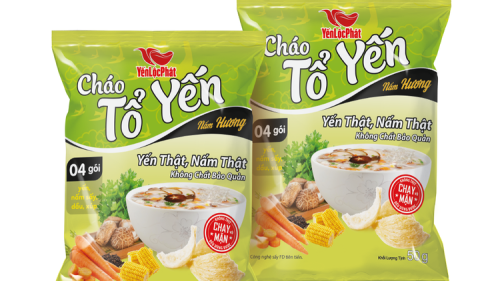 YếnLộcPhát
Cháo
Tổ Yến
Nấm Hương
04 gói
Yến Thật, Nấm Thật
Không Chất Bảo Quản
CHAY
MẶN
YếnLộcPhát
Cháo
Tổ Yến
Nấm Hương
04 gói
Yến Thật, Nấm Thật
Không Chất Bảo Quản
CHAY
MẶN
Khối Lượng Tịnh: